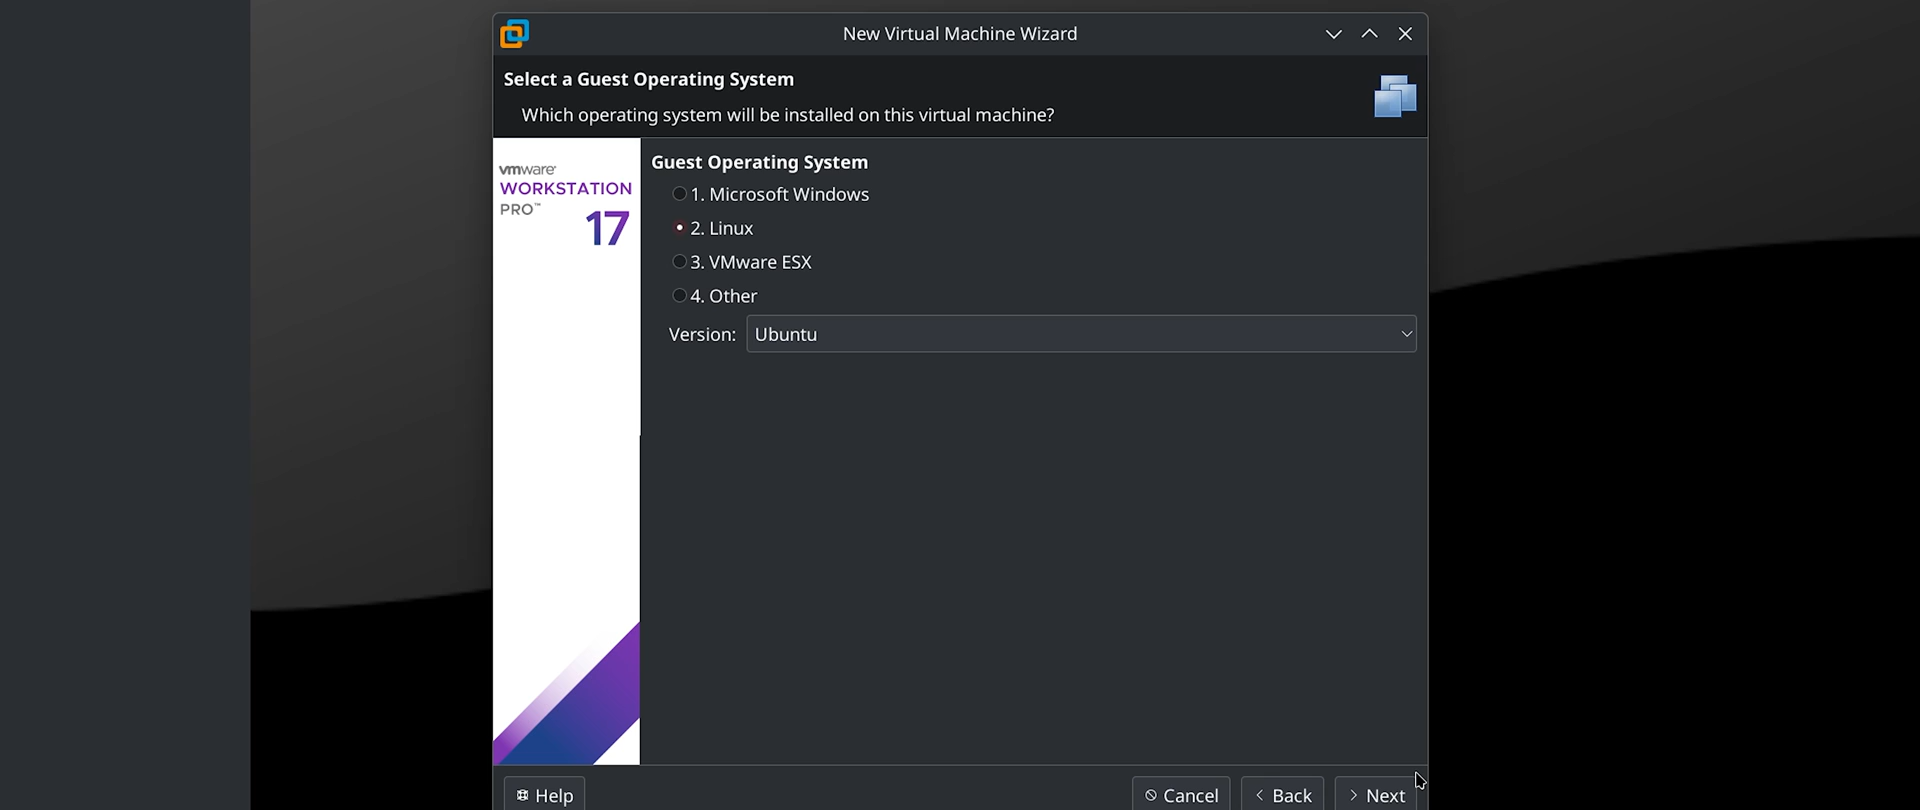 New Virtual Machine Wizard
Select a Guest Operating System
Which operating system will be installed on this virtual machine?
vmware®
WORKSTATION
PRO™
17
Guest Operating System
1. Microsoft Windows
2. Linux
3. VMware ESX
4. Other
Version: Ubuntu
Help Cancel Back Next